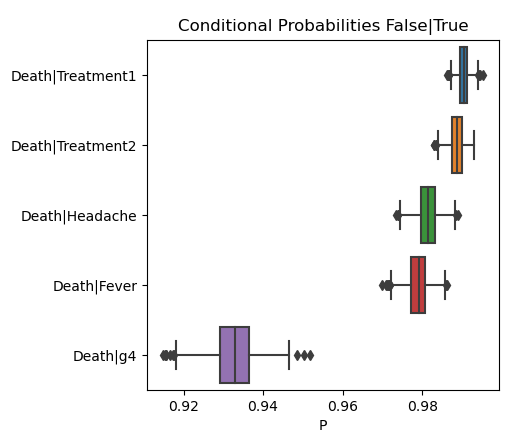 Conditional Probabilities False|True
Death|Treatment1
Death|Treatment2
Death|Headache
Death|Fever
Death|g4
0.92 0.94 0.96 0.98
P